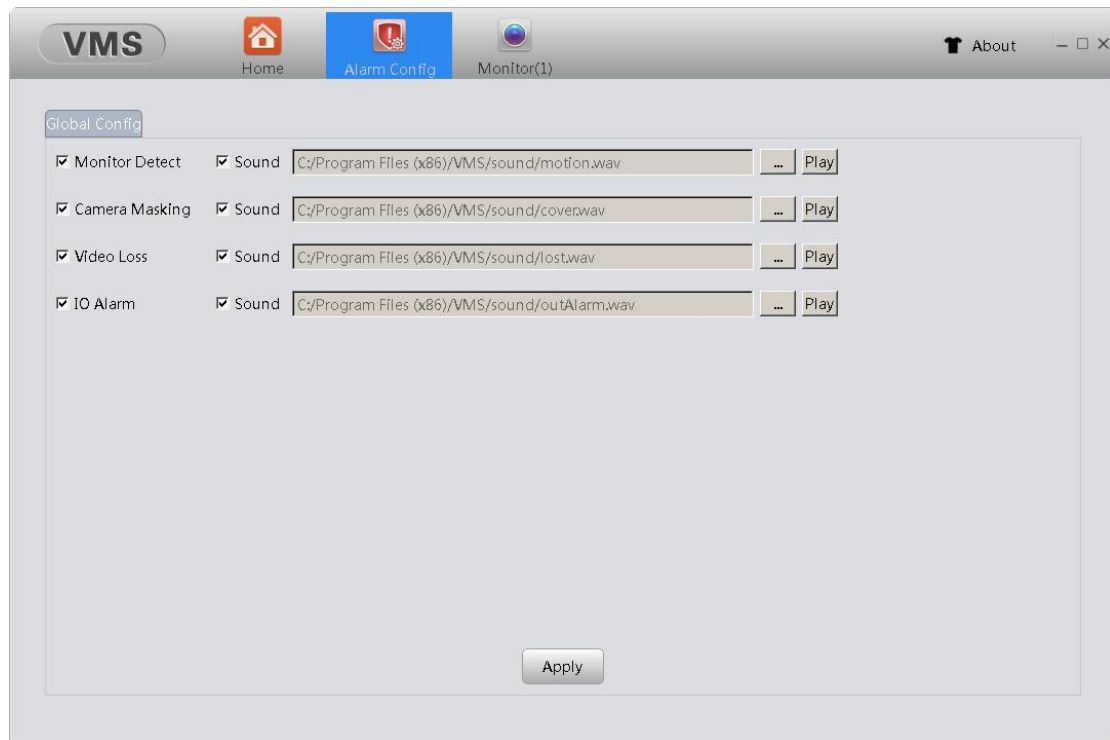 VMS
Home
Alarm Config
Monitor(1)
About
Global Config
Monitor Detect Sound C:/Program Files (x86)/VMS/sound/motion.wav ... Play
Camera Masking Sound C:/Program Files (x86)/VMS/sound/cover.wav ... Play
Video Loss Sound C:/Program Files (x86)/VMS/sound/lost.wav ... Play
IO Alarm Sound C:/Program Files (x86)/VMS/sound/outAlarm.wav ... Play
Apply